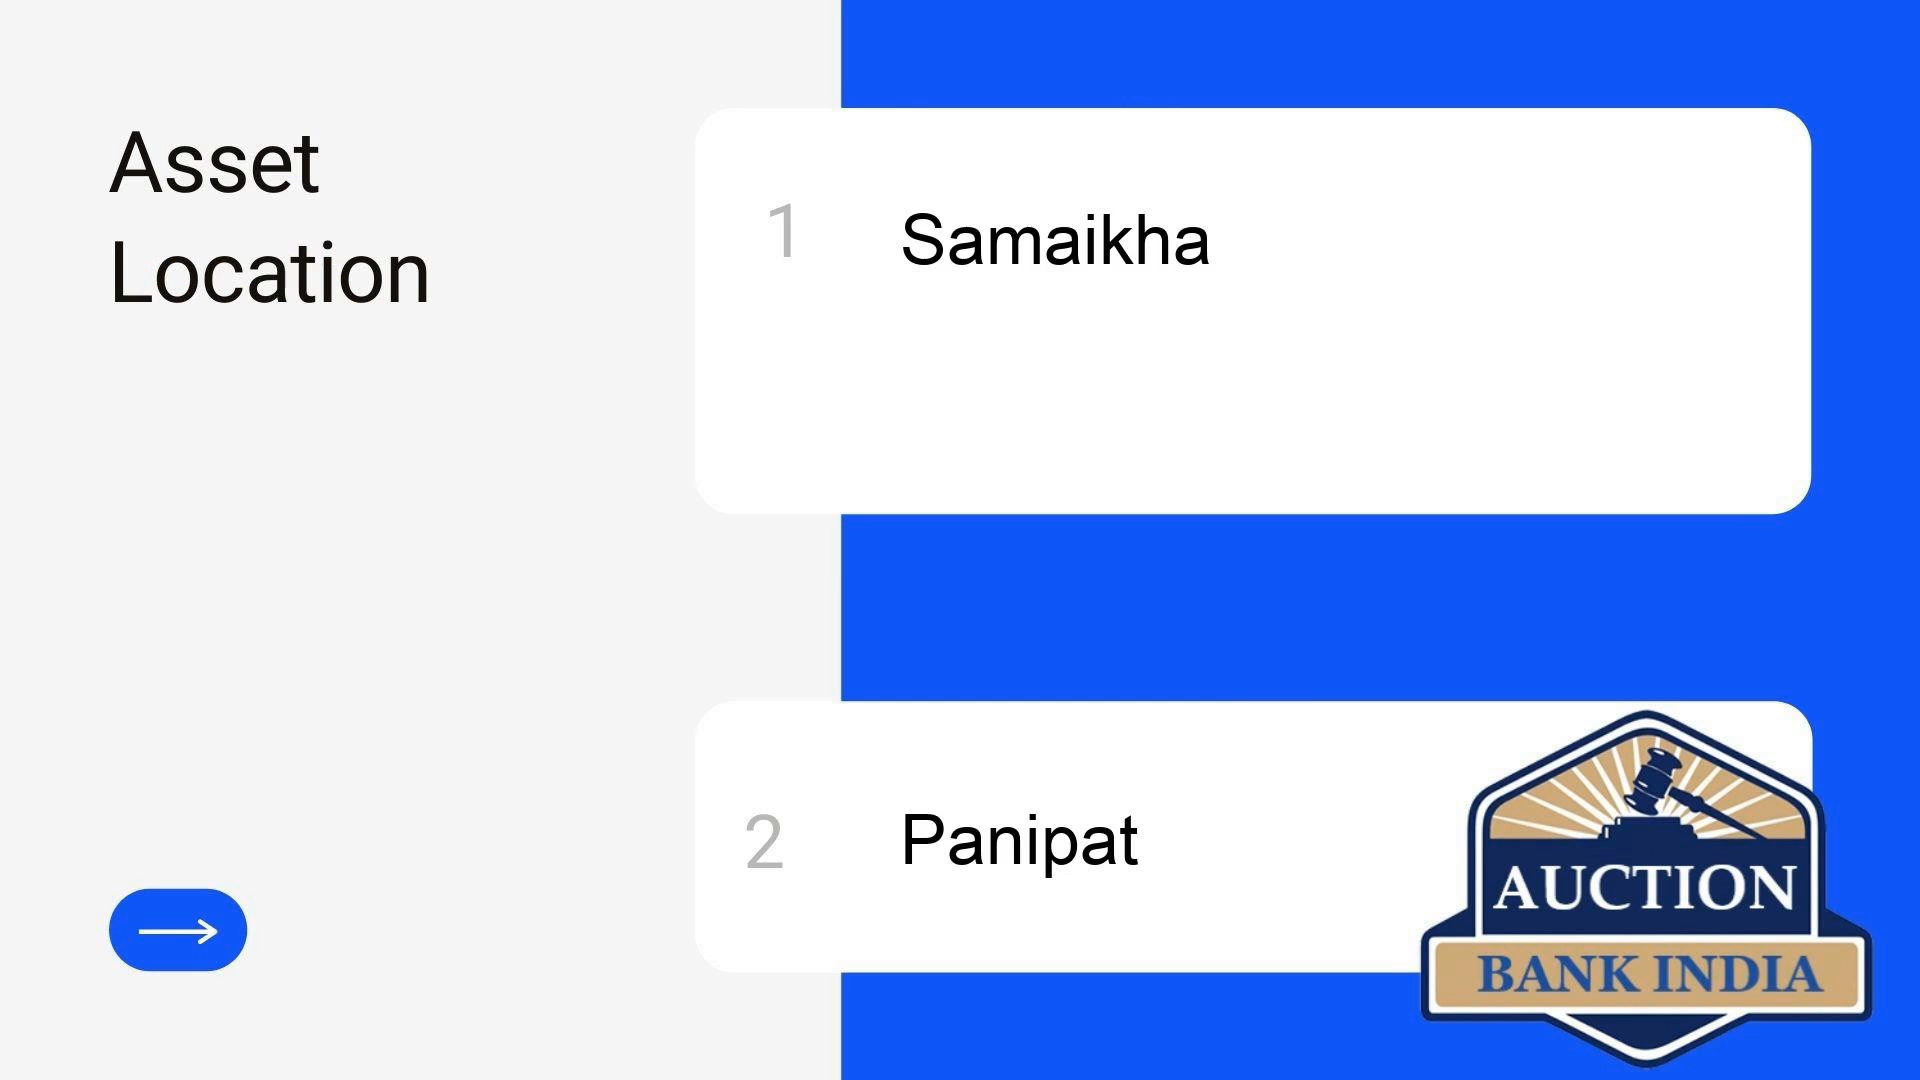 Asset
Location
1
Samaikha
2
Panipat
AUCTION
BANK INDIA